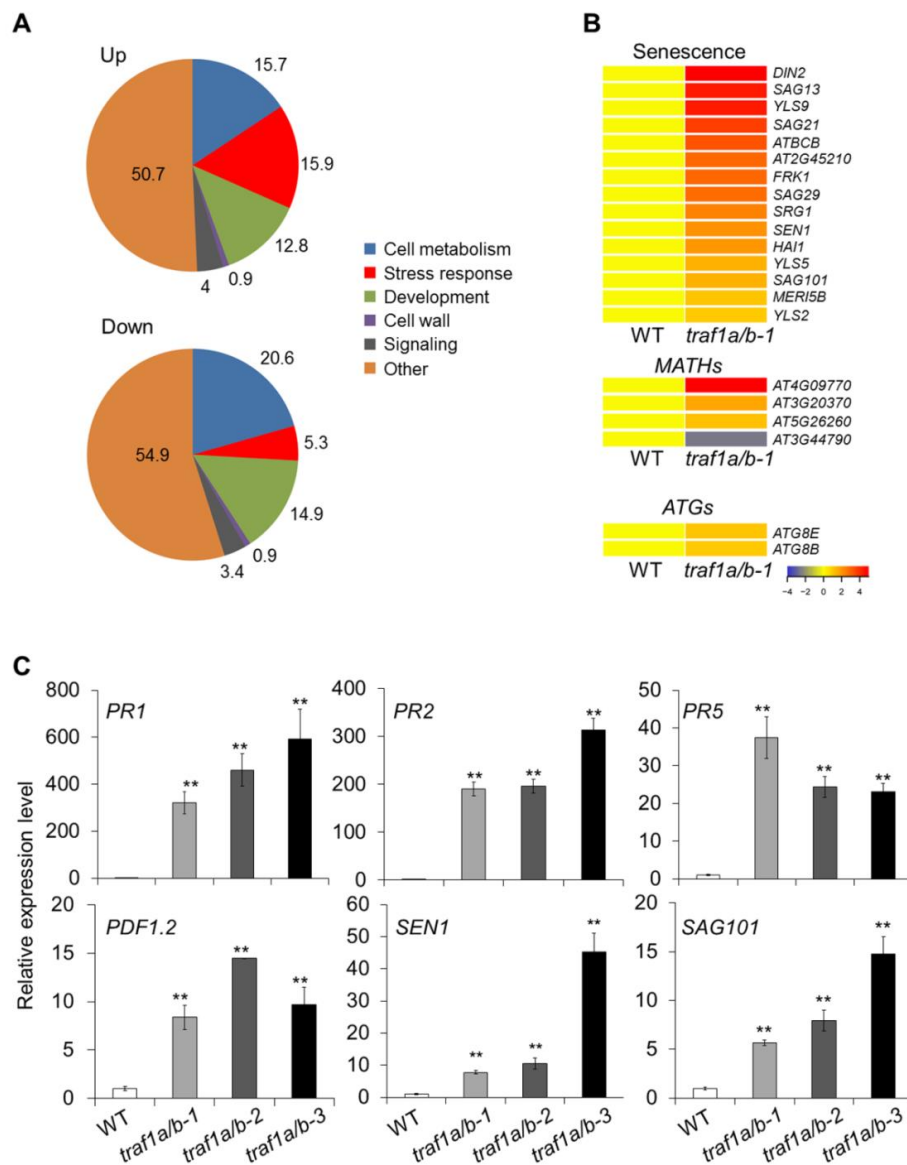 A
Up
15.7
15.9
12.8
0.9
4
50.7
Down
20.6
5.3
14.9
0.9
3.4
54.9
Cell metabolism
Stress response
Development
Cell wall
Signaling
Other
B
Senescence
DIN2
SAG13
YLS9
SAG21
ATBCB
AT2G45210
FRK1
SAG29
SRG1
SEN1
HAI1
YLS5
SAG101
MERI5B
YLS2
WT traf1a/b-1
MATHs
AT4G09770
AT3G20370
AT5G26260
AT3G44790
WT traf1a/b-1
ATGs
ATG8E
ATG8B
WT traf1a/b-1
−4 −2 0 2 4
C
Relative expression level
PR1
800
600
400
200
0
** ** **
PR2
400
300
200
100
0
** ** **
PR5
50
40
30
20
10
0
** ** **
PDF1.2
20
15
10
5
0
** ** **
WT traf1a/b-1 traf1a/b-2 traf1a/b-3
SEN1
60
50
40
30
20
10
0
** ** **
WT traf1a/b-1 traf1a/b-2 traf1a/b-3
SAG101
20
15
10
5
0
** ** **
WT traf1a/b-1 traf1a/b-2 traf1a/b-3